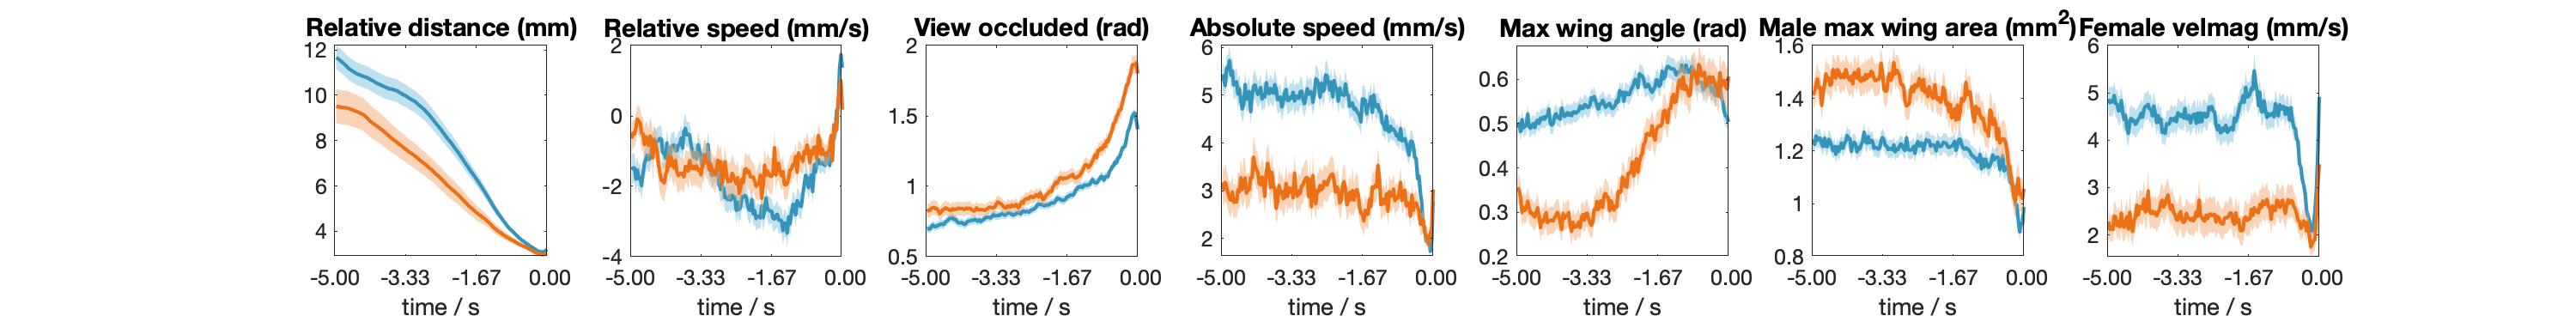 Relative distance (mm)
12
10
8
6
4
-5.00 -3.33 -1.67 0.00
time / s
Relative speed (mm/s)
2
0
-2
-4
-5.00 -3.33 -1.67 0.00
time / s
View occluded (rad)
2
1.5
1
0.5
-5.00 -3.33 -1.67 0.00
time / s
Absolute speed (mm/s)
6
5
4
3
2
-5.00 -3.33 -1.67 0.00
time / s
Max wing angle (rad)
0.6
0.5
0.4
0.3
0.2
-5.00 -3.33 -1.67 0.00
time / s
Male max wing area (mm²)
1.6
1.4
1.2
1
0.8
-5.00 -3.33 -1.67 0.00
time / s
Female velmag (mm/s)
6
5
4
3
2
-5.00 -3.33 -1.67 0.00
time / s